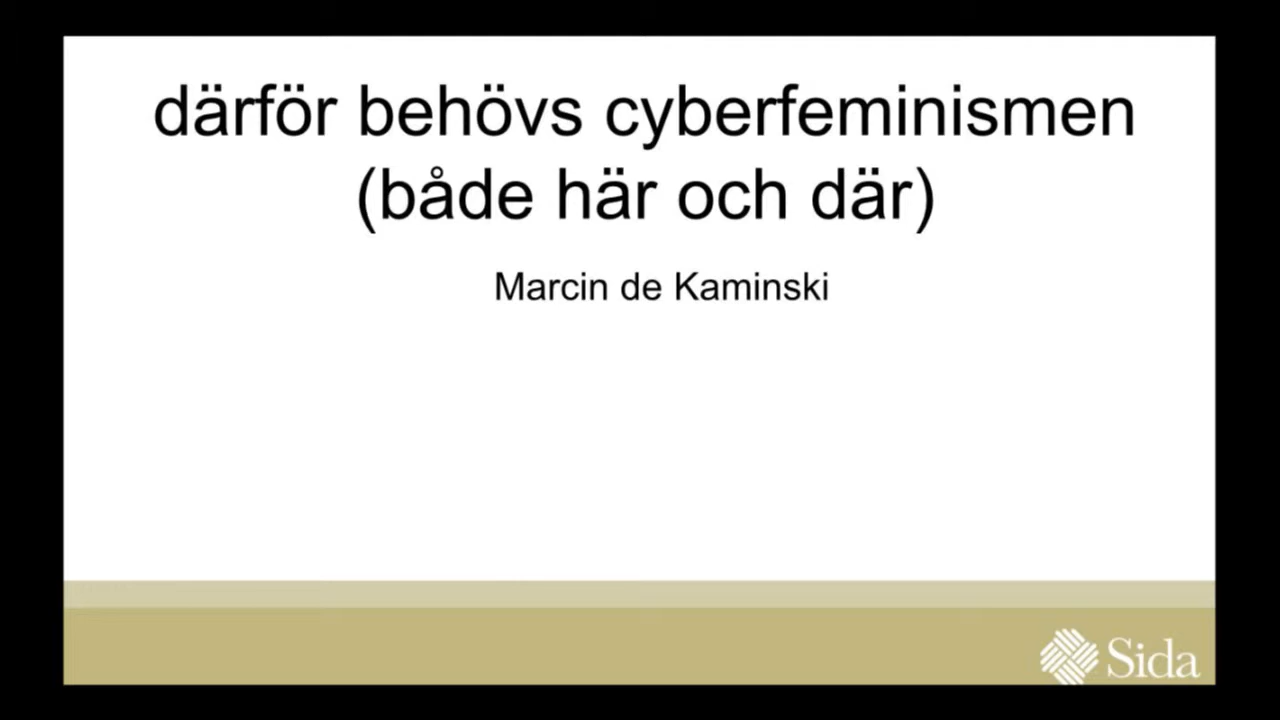 därför behövs cyberfeminismen
(både här och där)
Marcin de Kaminski
Sida